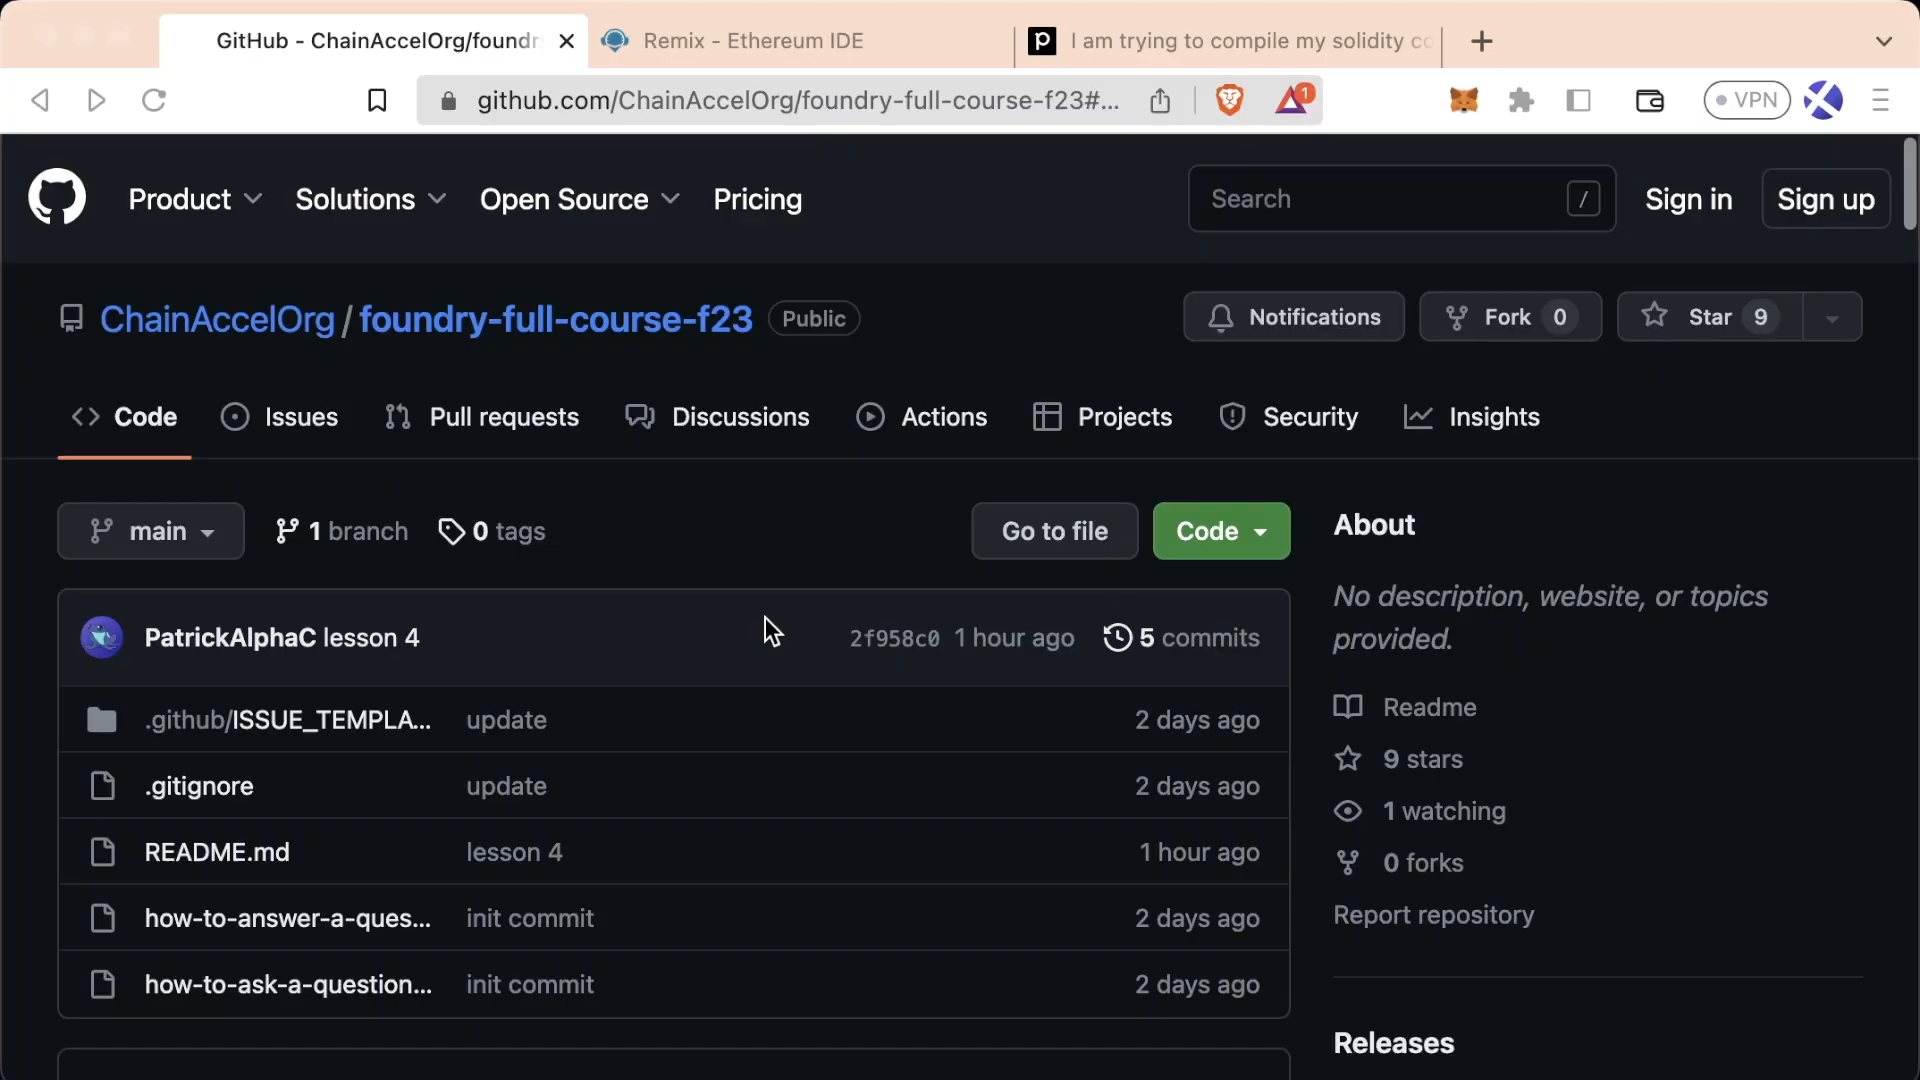 GitHub - ChainAccelOrg/foundr
Remix - Ethereum IDE
I am trying to compile my solidity co
github.com/ChainAccelOrg/foundry-full-course-f23#...
1
VPN
Product
Solutions
Open Source
Pricing
Search
/
Sign in
Sign up
ChainAccelOrg / foundry-full-course-f23
Public
Notifications
Fork 0
Star 9
Code
Issues
Pull requests
Discussions
Actions
Projects
Security
Insights
main
1 branch
0 tags
Go to file
Code
About
No description, website, or topics
provided.
PatrickAlphaC lesson 4
2f958c0 1 hour ago
5 commits
.github/ISSUE_TEMPLA...
update
2 days ago
.gitignore
update
2 days ago
README.md
lesson 4
1 hour ago
how-to-answer-a-ques...
init commit
2 days ago
how-to-ask-a-question...
init commit
2 days ago
Readme
9 stars
1 watching
0 forks
Report repository
Releases